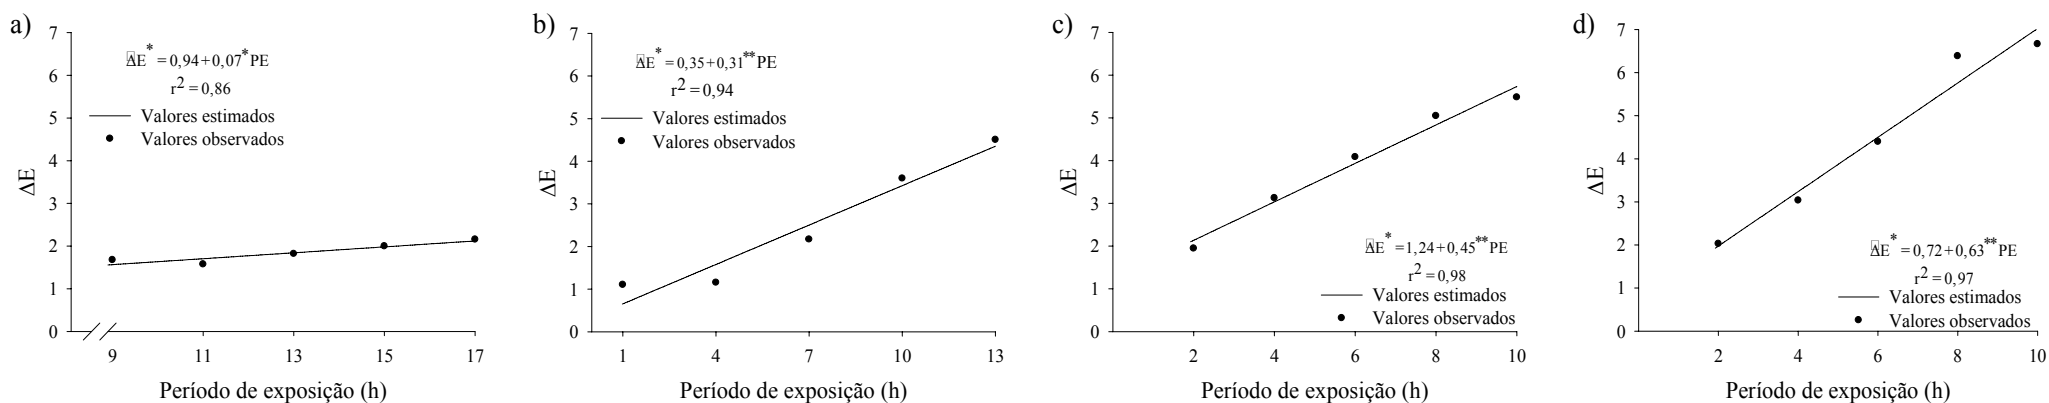 a)
7
6
5
4
3
2
1
0
ΔE
ΔE* = 0,94+0,07*PE
r² = 0,86
Valores estimados
Valores observados
9 11 13 15 17
Período de exposição (h)
b)
7
6
5
4
3
2
1
0
ΔE
ΔE* = 0,35+0,31**PE
r² = 0,94
Valores estimados
Valores observados
1 4 7 10 13
Período de exposição (h)
c)
7
6
5
4
3
2
1
0
ΔE
ΔE* = 1,24+0,45**PE
r² = 0,98
Valores estimados
Valores observados
2 4 6 8 10
Período de exposição (h)
d)
7
6
5
4
3
2
1
0
ΔE
ΔE* = 0,72+0,63**PE
r² = 0,97
Valores estimados
Valores observados
2 4 6 8 10
Período de exposição (h)